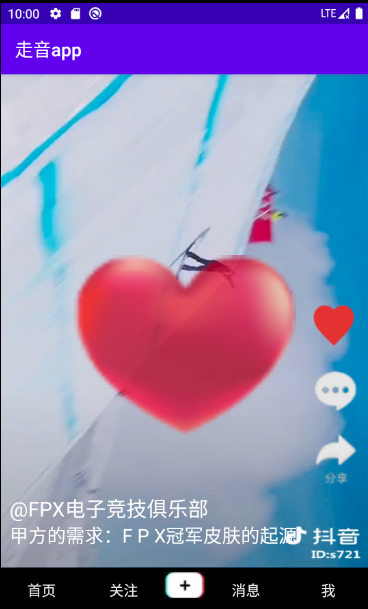 10:00
LTE
走音app
分享
@FPX电子竞技俱乐部
甲方的需求：FPX冠军皮肤的起源
抖音
ID:s721
首页 关注 消息 我